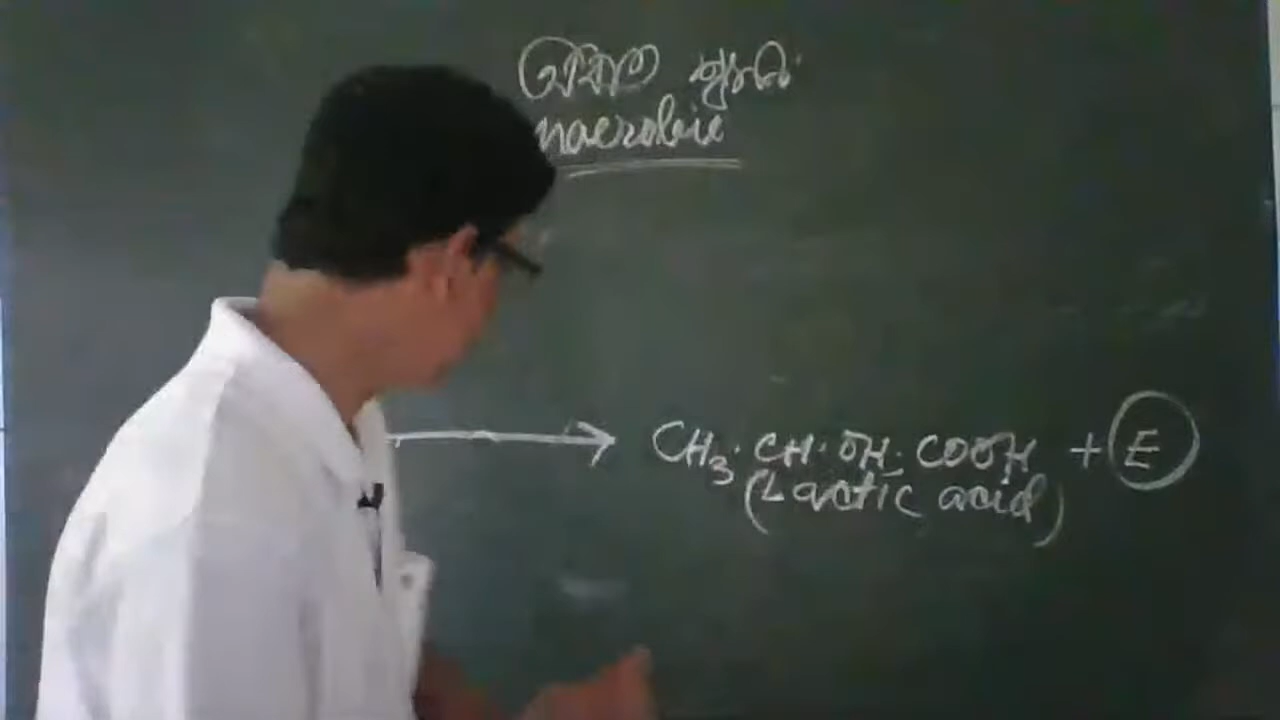 naerobic
CH₃·CH·OH·COOH + E
(Lactic acid)